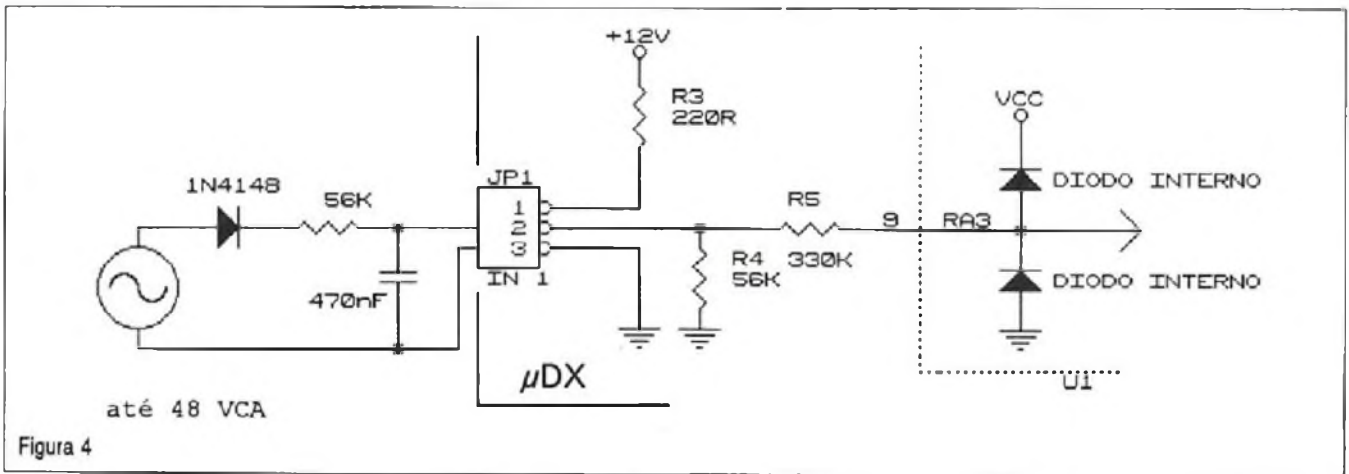 +12V
R3
220R
VCC
1N4148
56K
JP1
1
2
3
IN 1
470nF
R4
56K
R5
330K
9
RA3
DIODO INTERNO
DIODO INTERNO
U1
µDX
até 48 VCA
Figura 4